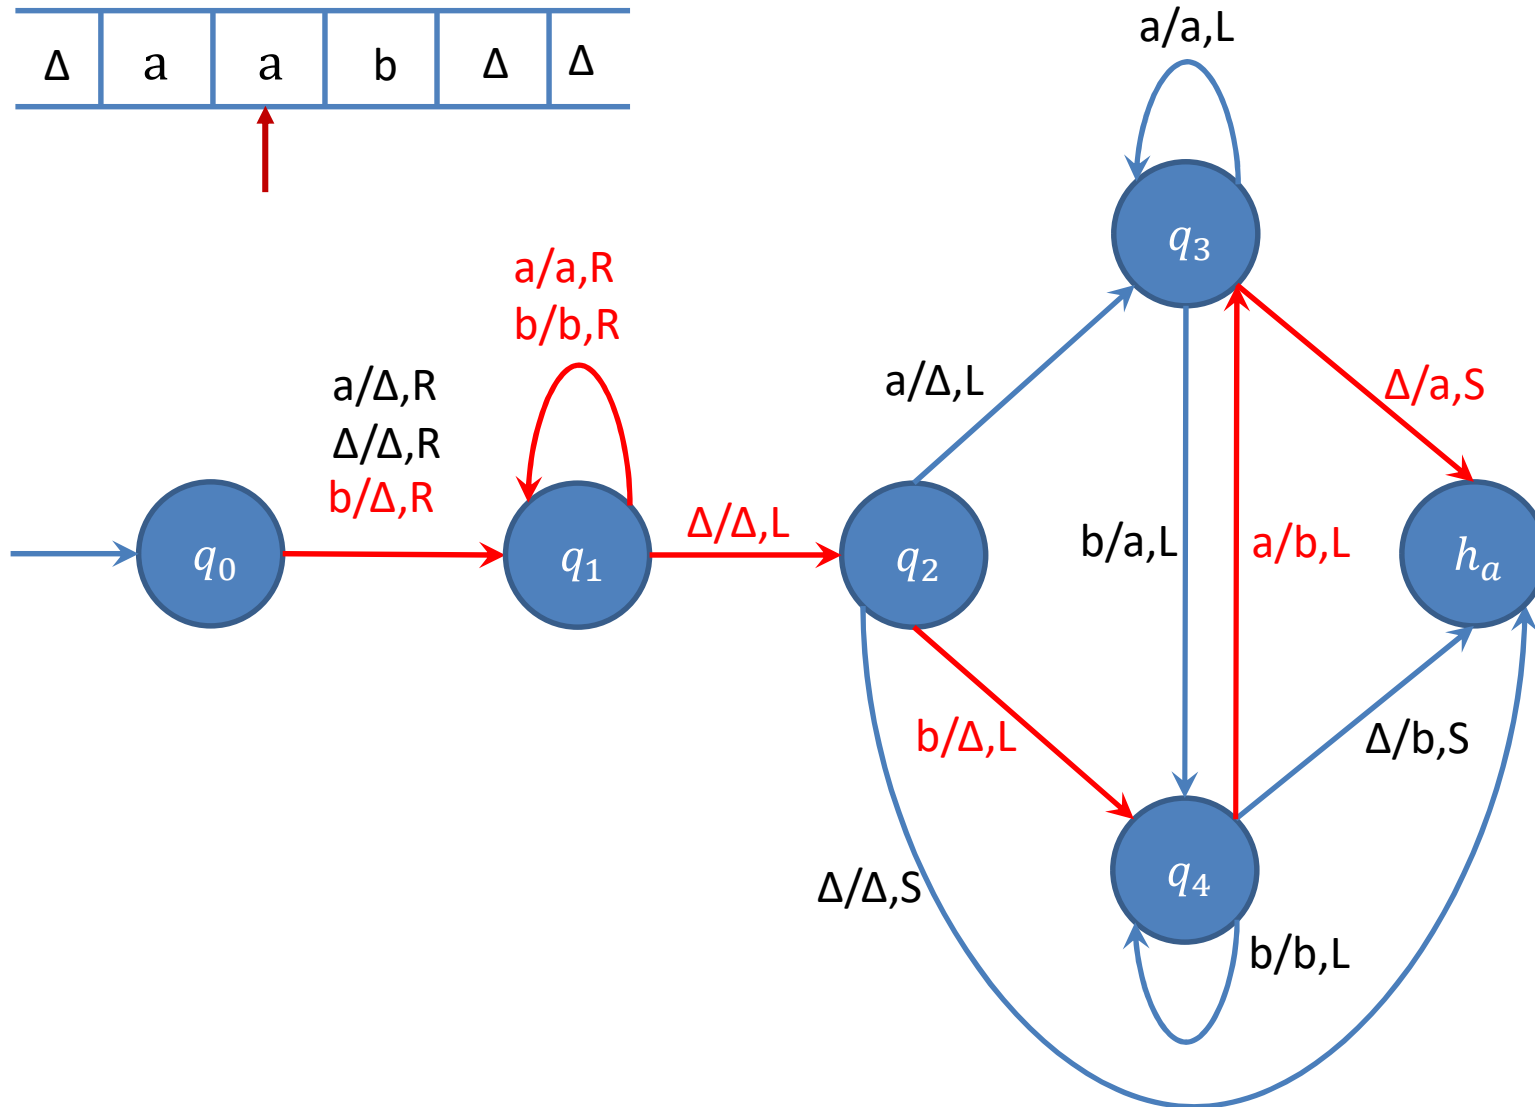 Δ a a b Δ Δ
a/a,L
q₃
a/a,R
b/b,R
a/Δ,R
Δ/Δ,R
b/Δ,R
a/Δ,L
Δ/a,S
Δ/Δ,L
b/a,L
a/b,L
q₀
q₁
q₂
hₐ
b/Δ,L
Δ/b,S
Δ/Δ,S
q₄
b/b,L